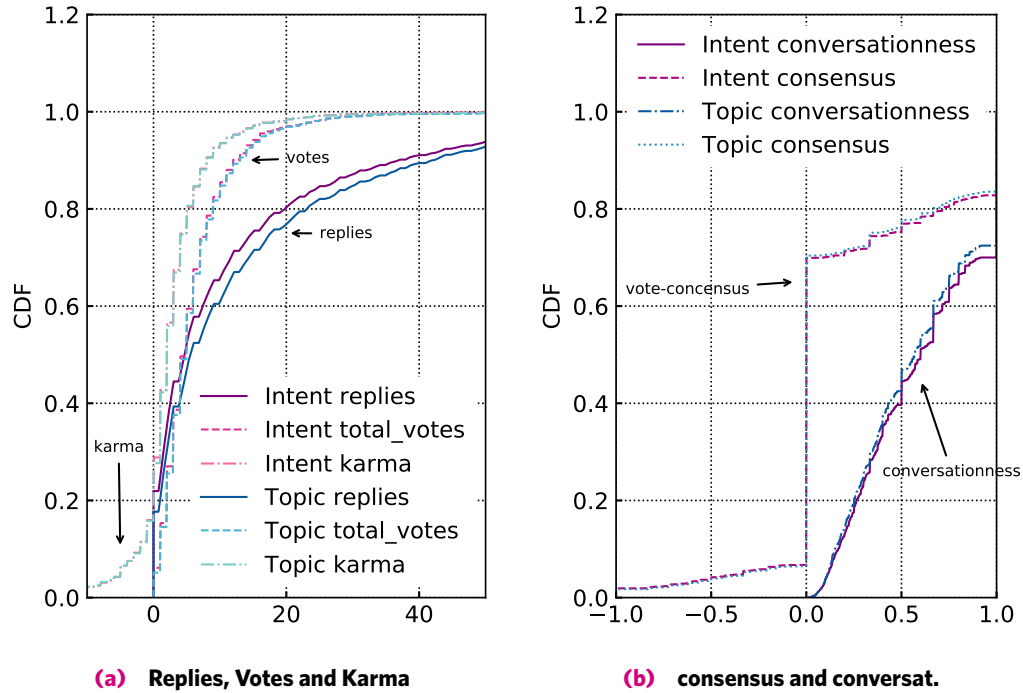 1.2
1.0
0.8
0.6
0.4
0.2
0.0
CDF
0
20
40
votes
replies
karma
Intent replies
Intent total_votes
Intent karma
Topic replies
Topic total_votes
Topic karma
(a) Replies, Votes and Karma
1.2
1.0
0.8
0.6
0.4
0.2
0.0
CDF
−1.0
−0.5
0.0
0.5
1.0
Intent conversationness
Intent consensus
Topic conversationness
Topic consensus
vote-concensus
conversationness
(b) consensus and conversat.